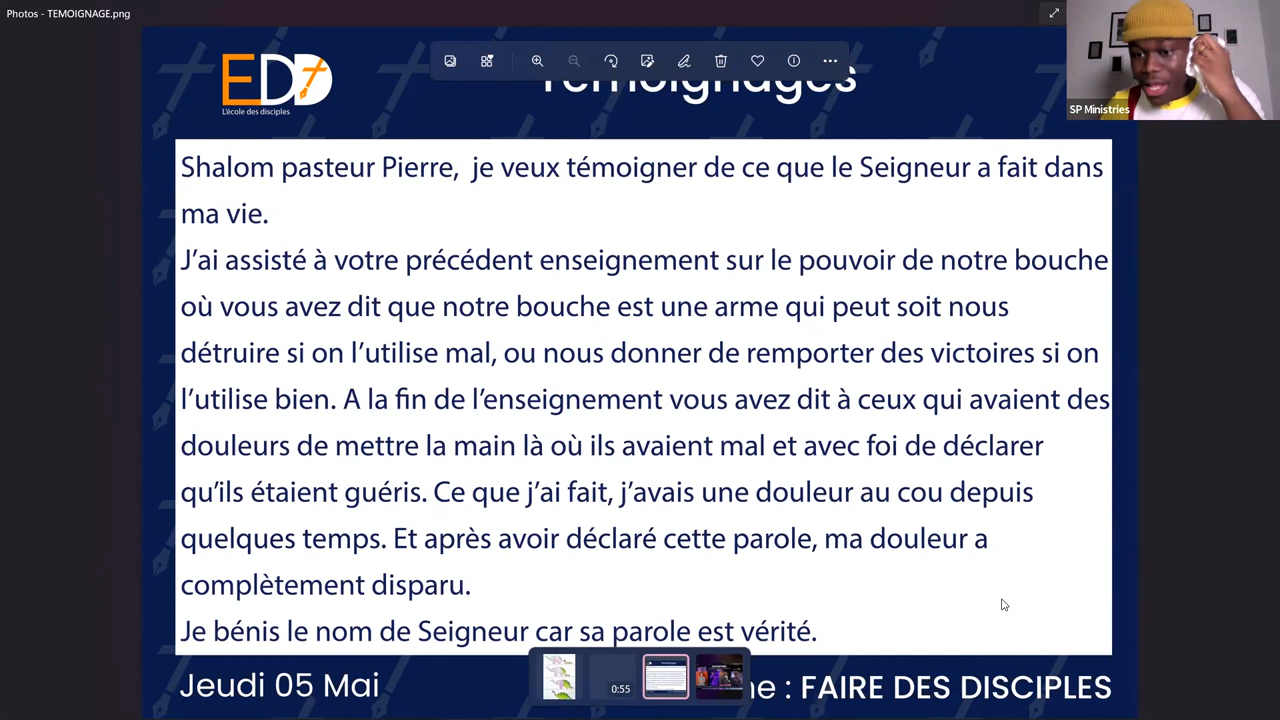 Photos - TEMOIGNAGE.png
SP Ministries
EDD
L'école des disciples
Témoignages
Shalom pasteur Pierre,  je veux témoigner de ce que le Seigneur a fait dans
ma vie.
J’ai assisté à votre précédent enseignement sur le pouvoir de notre bouche
où vous avez dit que notre bouche est une arme qui peut soit nous
détruire si on l’utilise mal, ou nous donner de remporter des victoires si on
l’utilise bien. A la fin de l’enseignement vous avez dit à ceux qui avaient des
douleurs de mettre la main là où ils avaient mal et avec foi de déclarer
qu’ils étaient guéris. Ce que j’ai fait, j’avais une douleur au cou depuis
quelques temps. Et après avoir déclaré cette parole, ma douleur a
complètement disparu.
Je bénis le nom de Seigneur car sa parole est vérité.
0:55
Jeudi 05 Mai
: FAIRE DES DISCIPLES